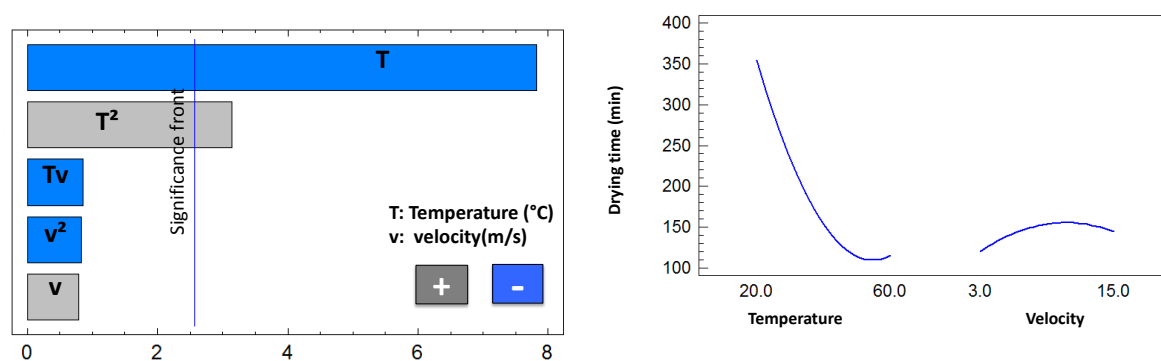 T
T²
Tv
v²
v
Significance front
T: Temperature (°C)
v: velocity(m/s)
+ -
0 2 4 6 8
Drying time (min)
400
350
300
250
200
150
100
20.0 60.0 3.0 15.0
Temperature Velocity